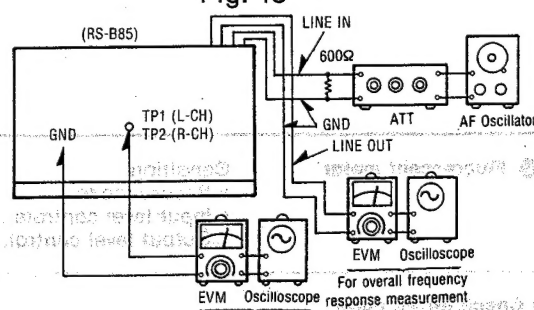 Fig.
(RS-B85)
LINE IN
600Ω
ATT
AF Oscillator
GND
TP1 (L-CH)
TP2 (R-CH)
GND
LINE OUT
EVM
Oscilloscope
EVM
Oscilloscope
For overall frequency
response measurement